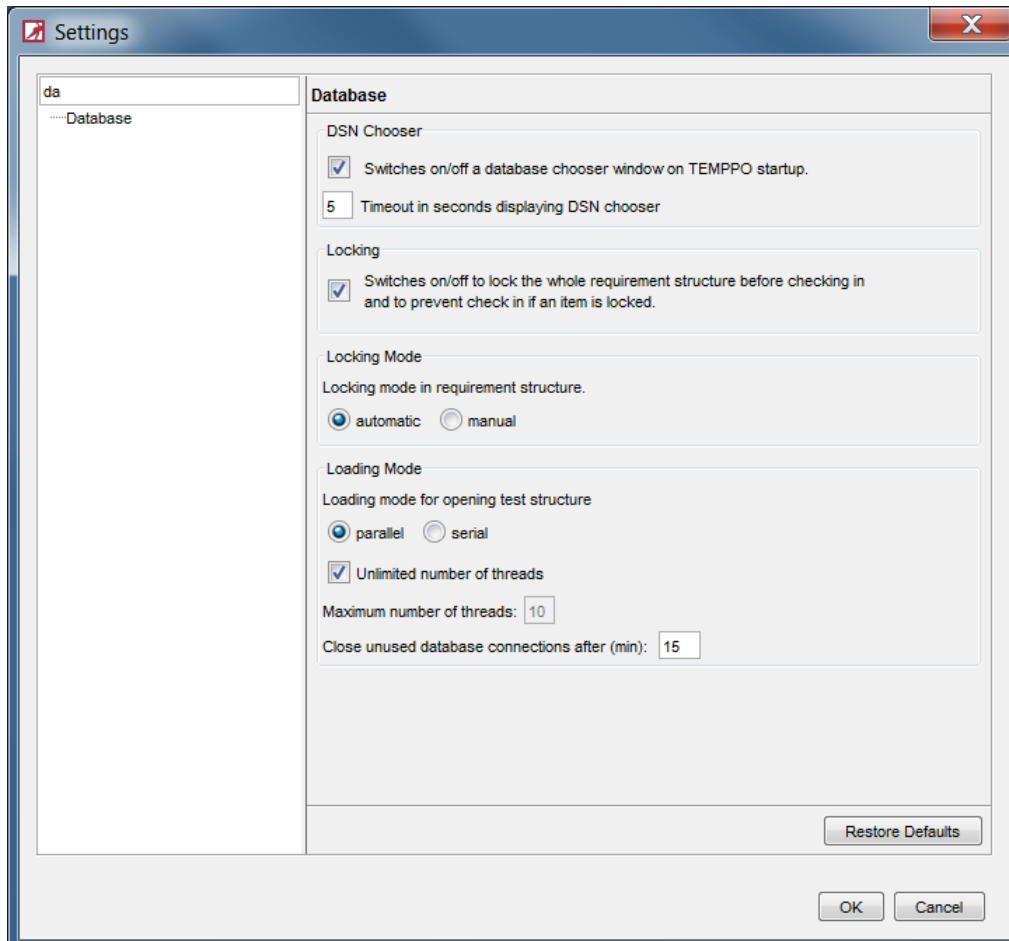 Settings
da
Database
Database
DSN Chooser
Switches on/off a database chooser window on TEMPPO startup.
5 Timeout in seconds displaying DSN chooser
Locking
Switches on/off to lock the whole requirement structure before checking in
and to prevent check in if an item is locked.
Locking Mode
Locking mode in requirement structure.
automatic manual
Loading Mode
Loading mode for opening test structure
parallel serial
Unlimited number of threads
Maximum number of threads: 10
Close unused database connections after (min): 15
Restore Defaults
OK Cancel